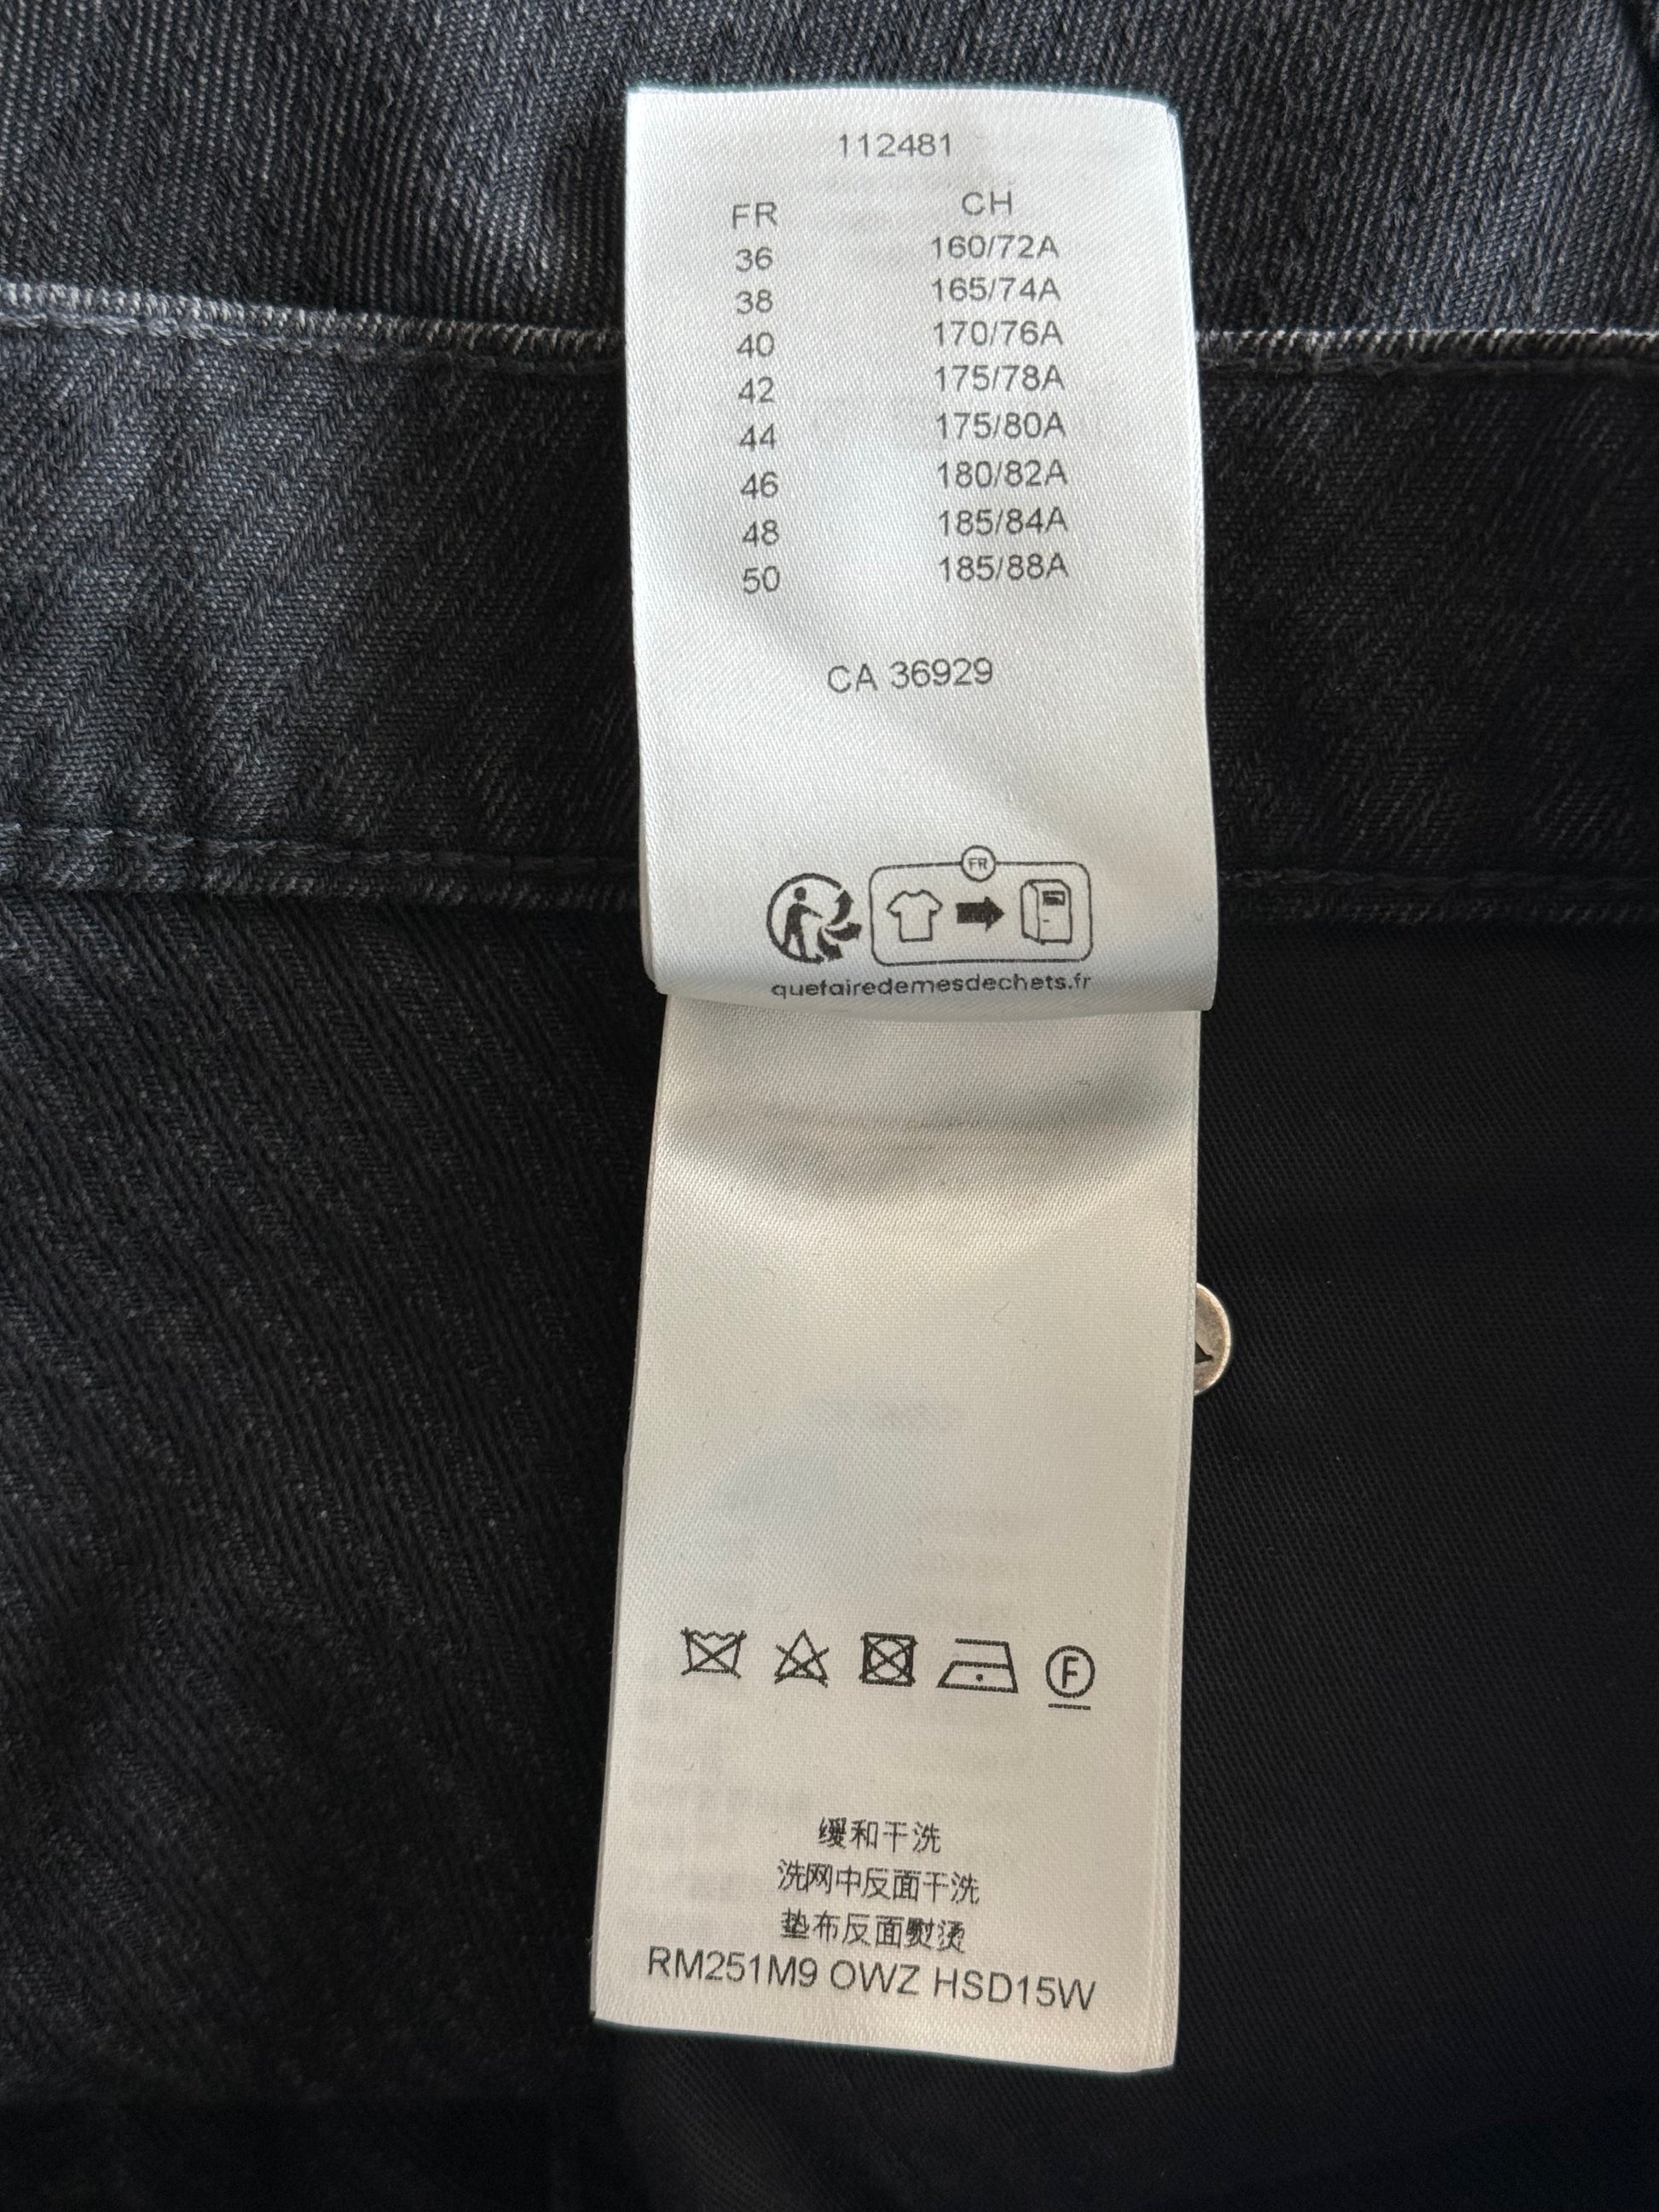 112481
FR CH
36 160/72A
38 165/74A
40 170/76A
42 175/78A
44 175/80A
46 180/82A
48 185/84A
50 185/88A
CA 36929
FR
quefairedemesdechets.fr
F
缓和干洗
洗网中反面干洗
垫布反面熨烫
RM251M9 OWZ HSD15W